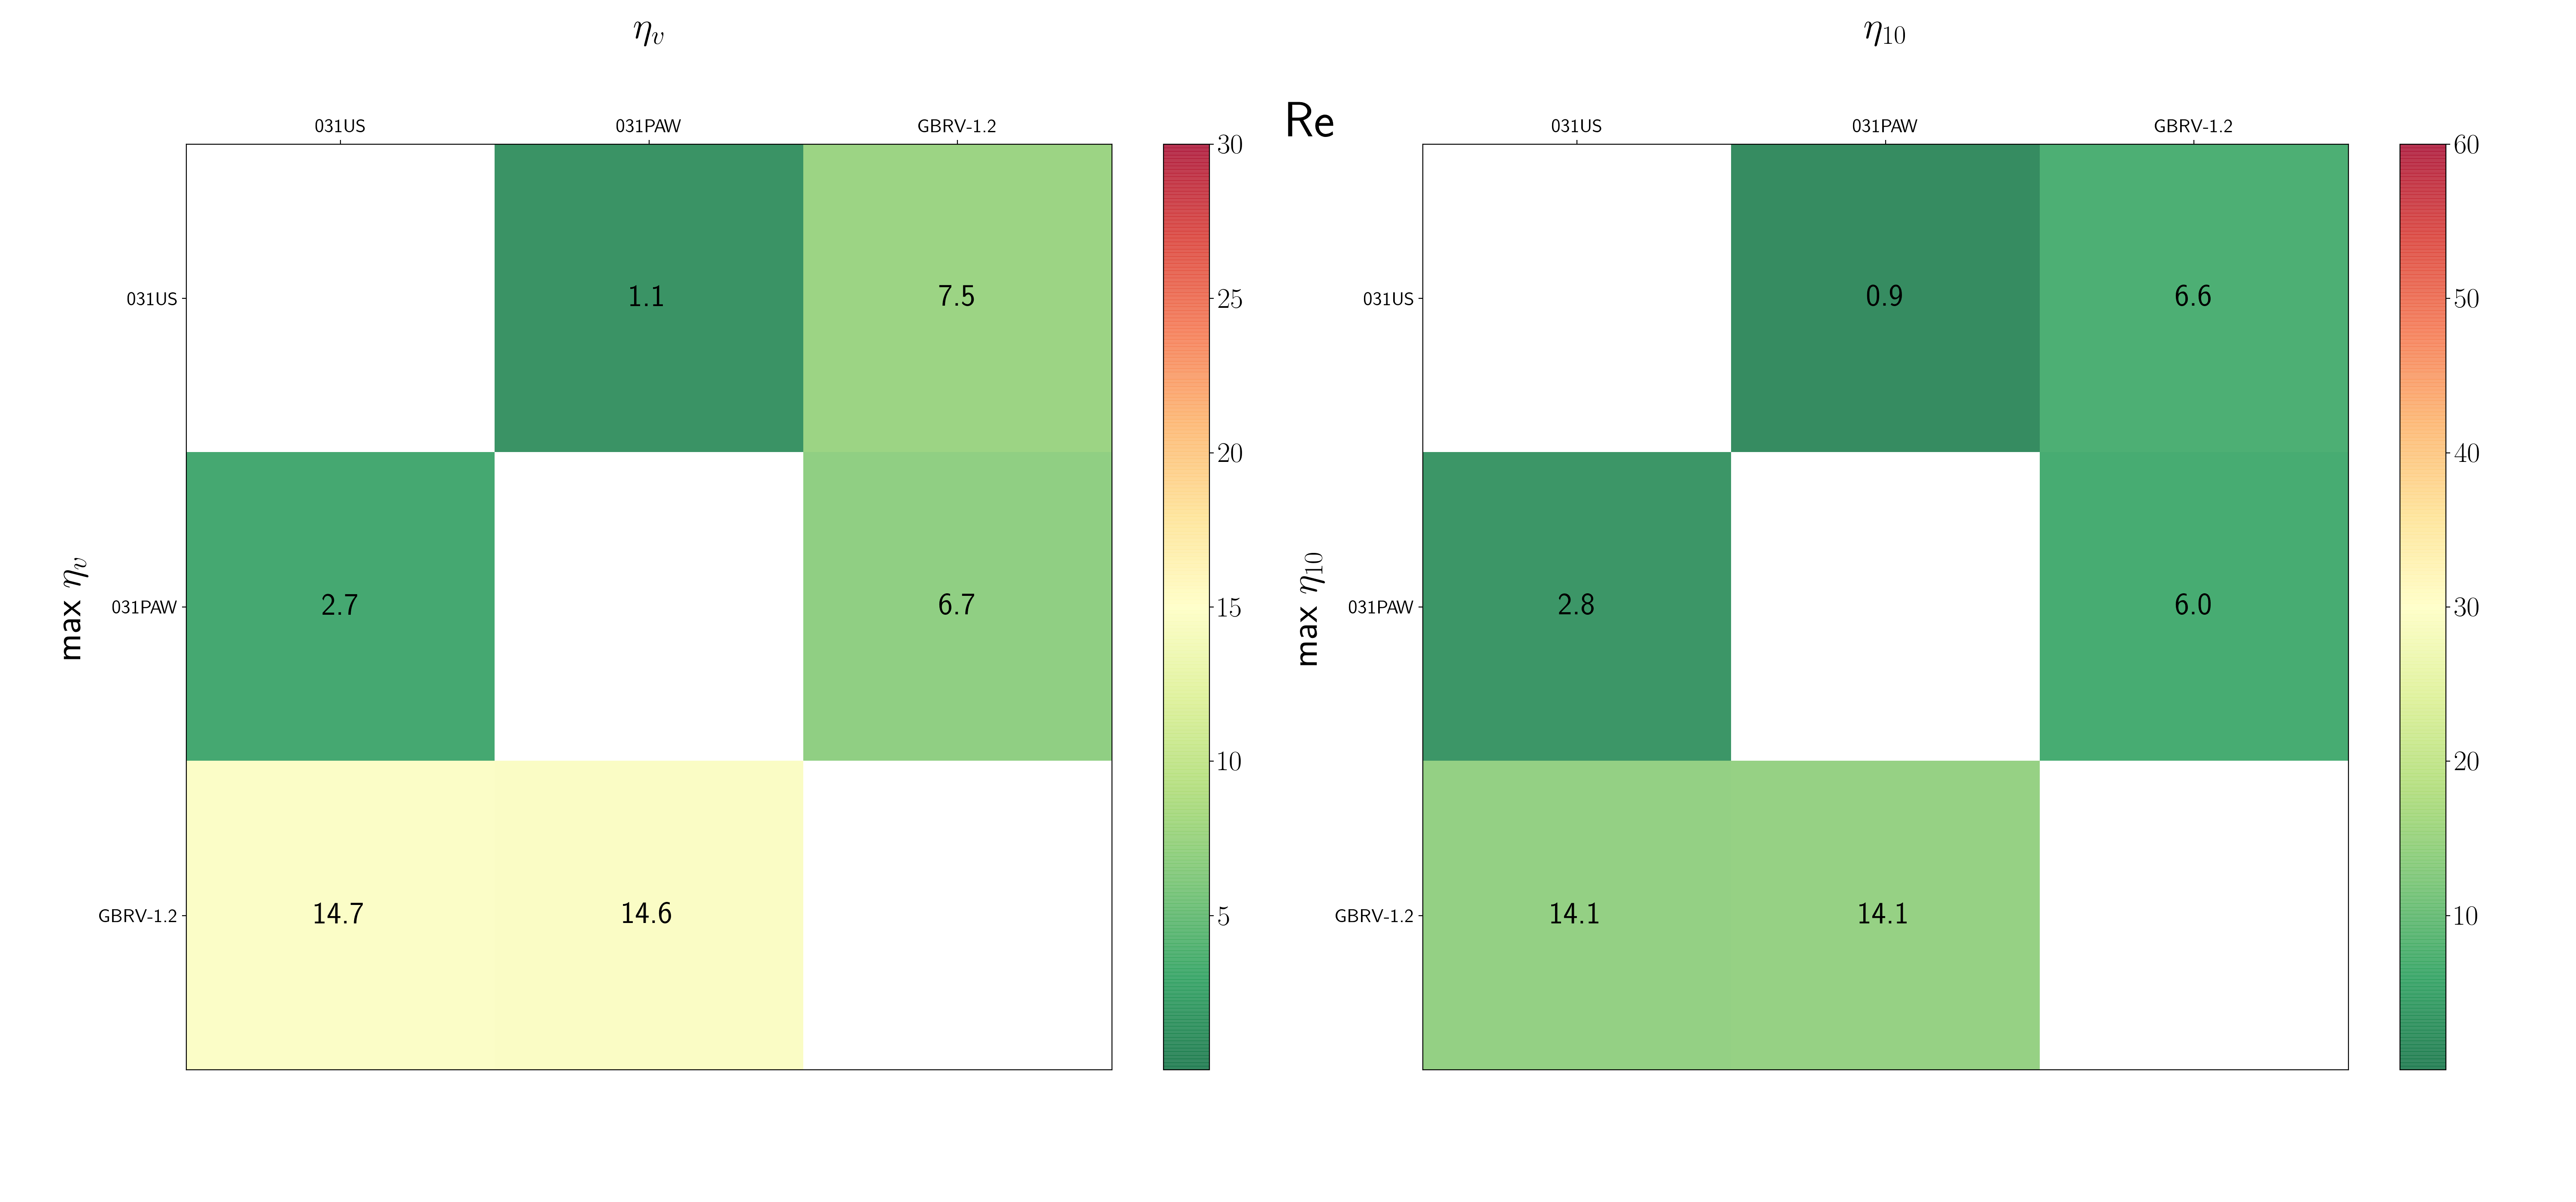 η_v
η_10
Re
031US 031PAW GBRV-1.2
031US 1.1 7.5
031PAW 2.7 6.7
GBRV-1.2 14.7 14.6
max η_v
30
25
20
15
10
5
031US 031PAW GBRV-1.2
031US 0.9 6.6
031PAW 2.8 6.0
GBRV-1.2 14.1 14.1
max η_10
60
50
40
30
20
10